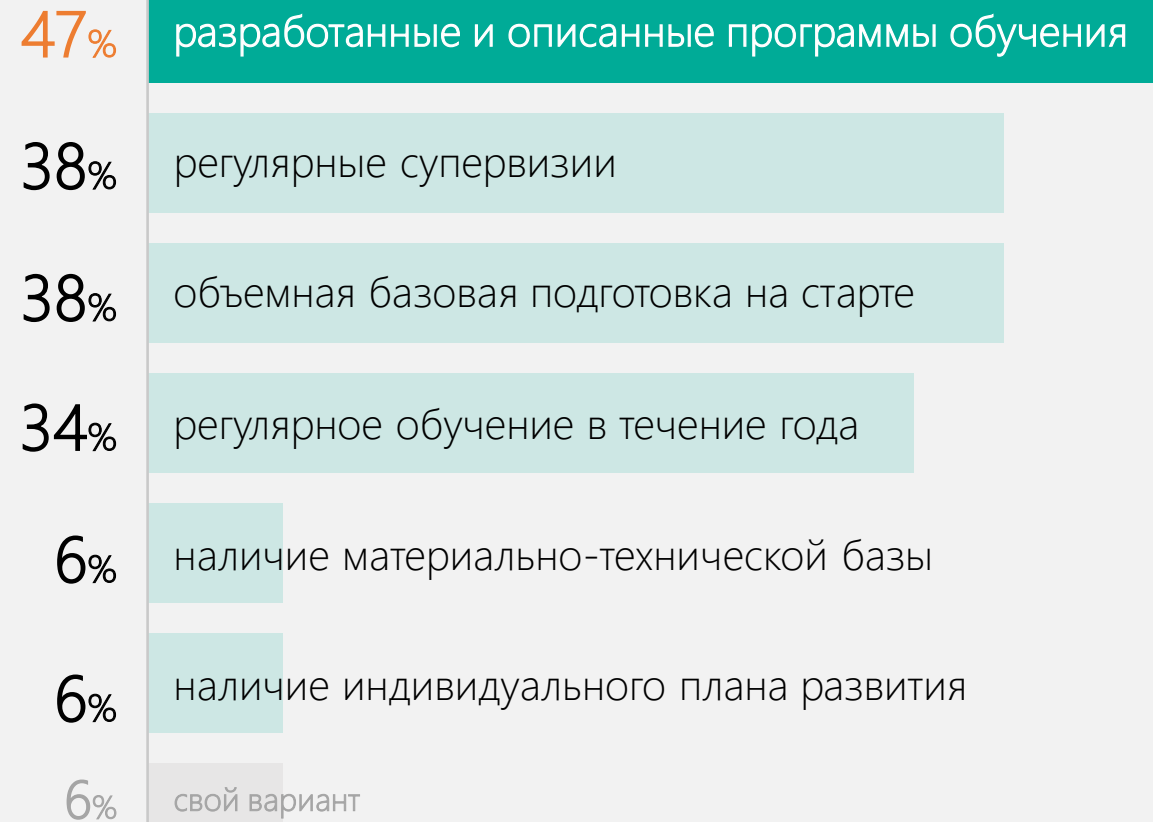 47% разработанные и описанные программы обучения
38% регулярные супервизии
38% объемная базовая подготовка на старте
34% регулярное обучение в течение года
6% наличие материально-технической базы
6% наличие индивидуального плана развития
6% свой вариант